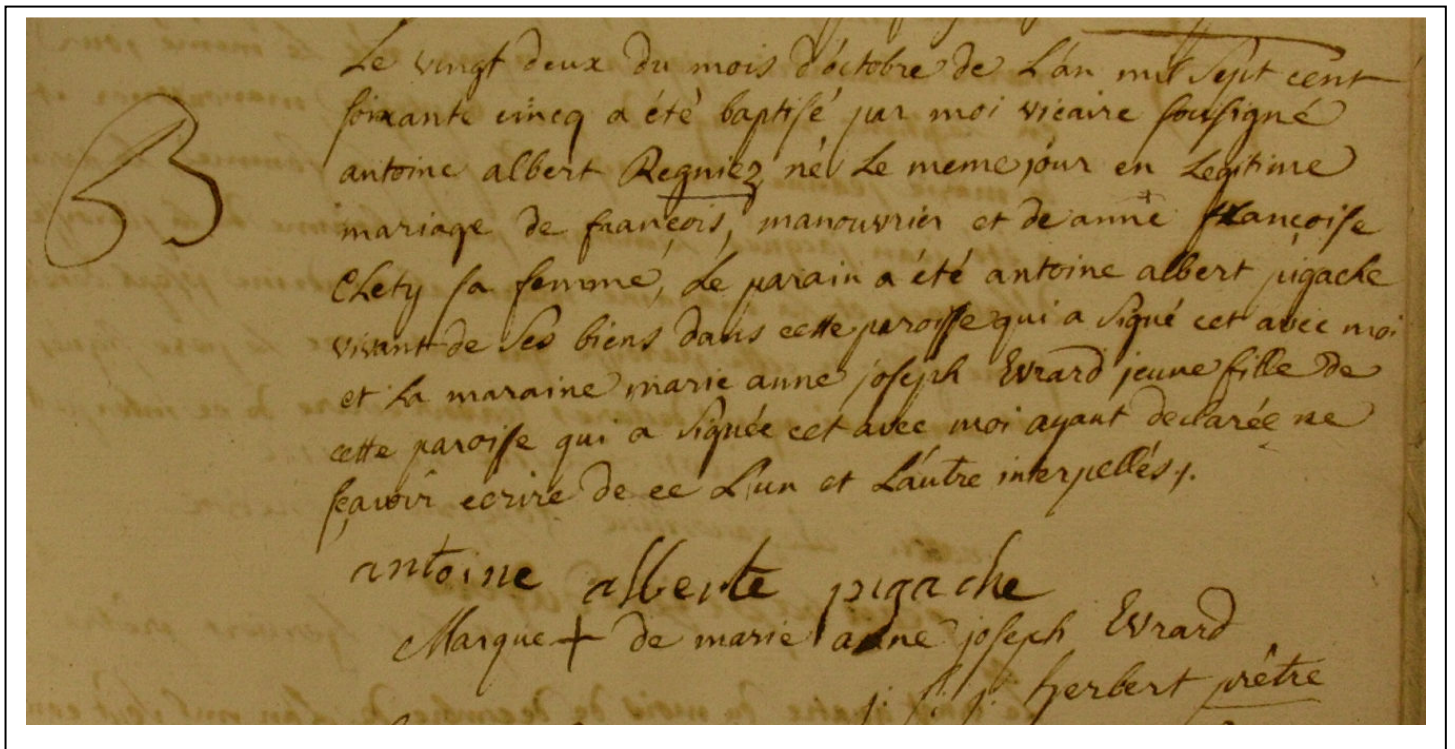 B
Le vingt deux du mois d'octobre de L'an mil Sept cent
soixante cincq a été baptisé par moi vicaire soussigné
antoine albert Regniez né Le meme jour en Legitime
mariage de françois, manouvrier et de anne françoise
Clety sa femme, Le parain a été antoine albert pigache
vivant de Ses biens dans cette paroisse qui a Signé cet avec moi
et La maraine marie anne joseph Evrard jeune fille de
cette paroisse qui a Signée cet avec moi ayant declarée ne
sçavoir ecrire de ce L'un et L'autre interpellés.
antoine alberte pigache
Marque + de marie anne joseph Evrard
j. j. j. herbert prêtre